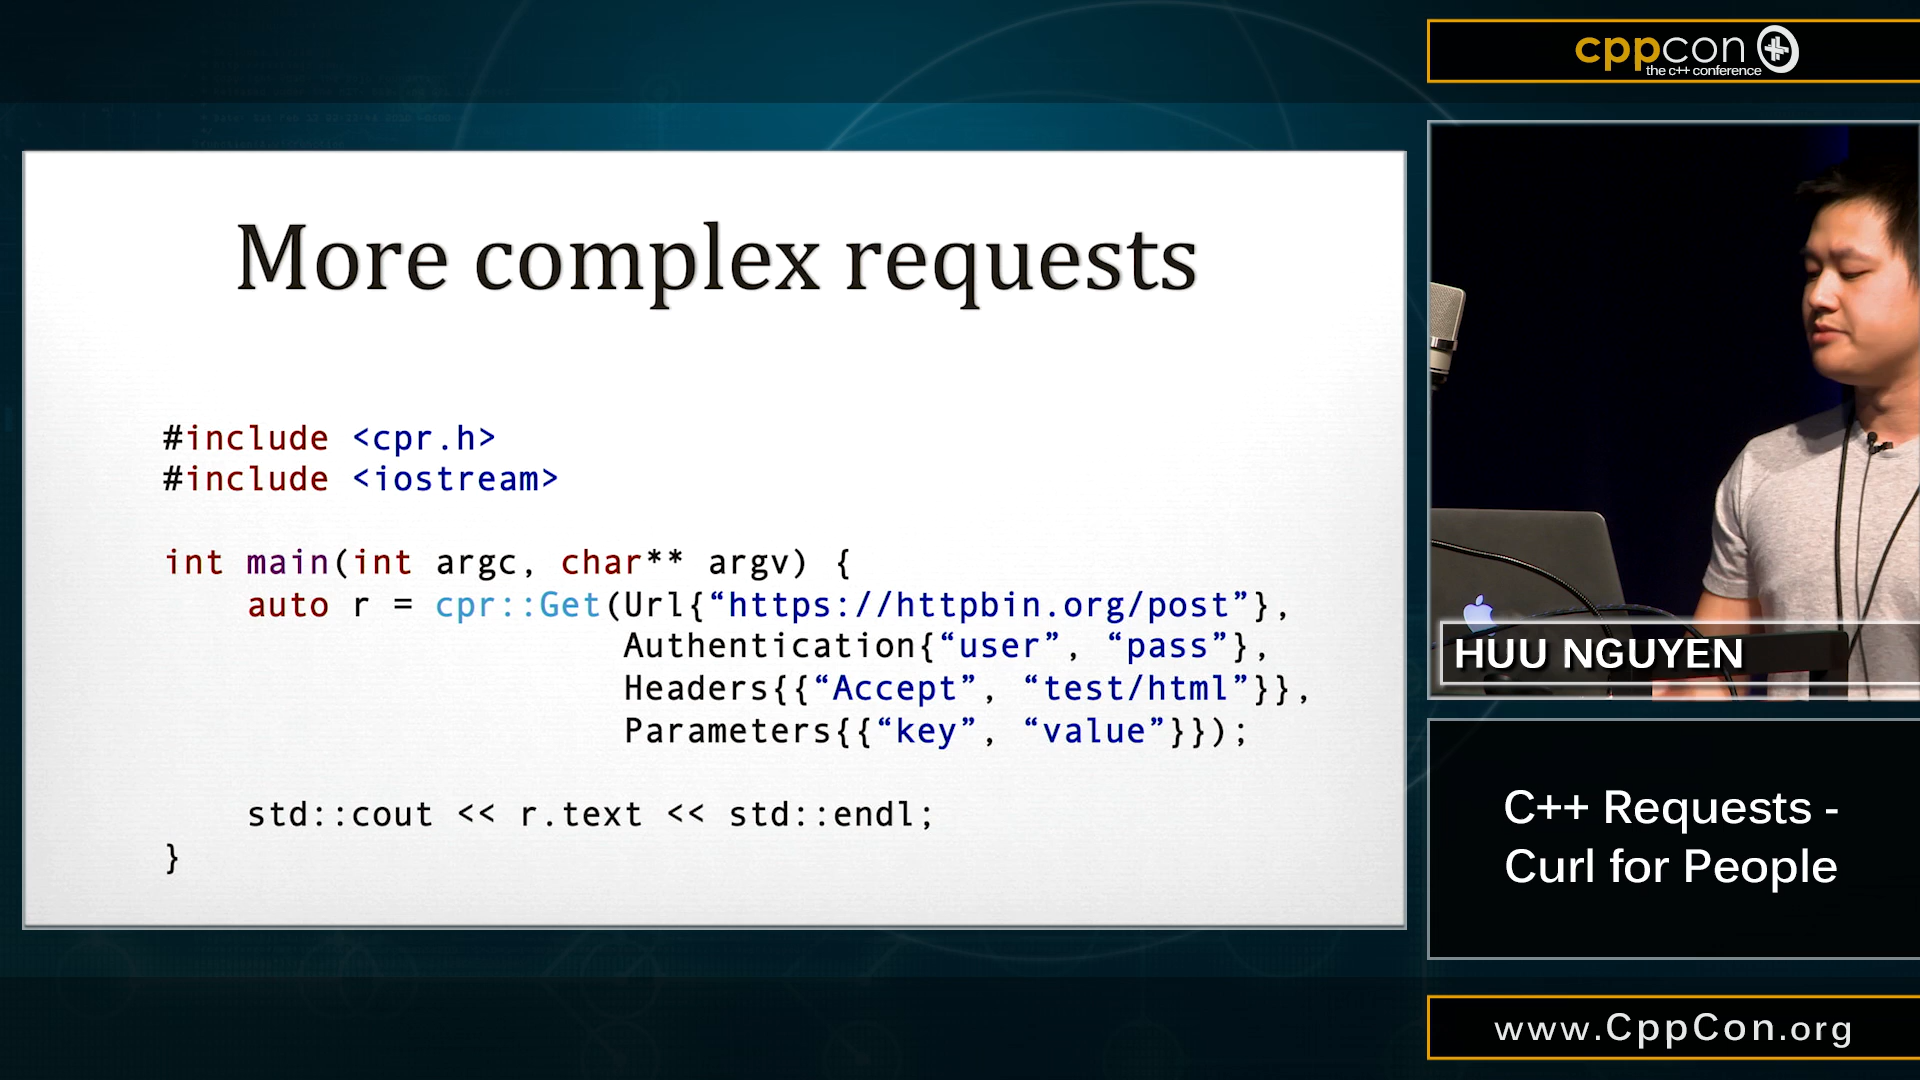 cppcon
the c++ conference
More complex requests
#include <cpr.h>
#include <iostream>
int main(int argc, char** argv) {
    auto r = cpr::Get(Url{“https://httpbin.org/post”},
                      Authentication{“user”, “pass”},
                      Headers{{“Accept”, “test/html”}},
                      Parameters{{“key”, “value”}});
    std::cout << r.text << std::endl;
}
HUU NGUYEN
C++ Requests -
Curl for People
www.CppCon.org